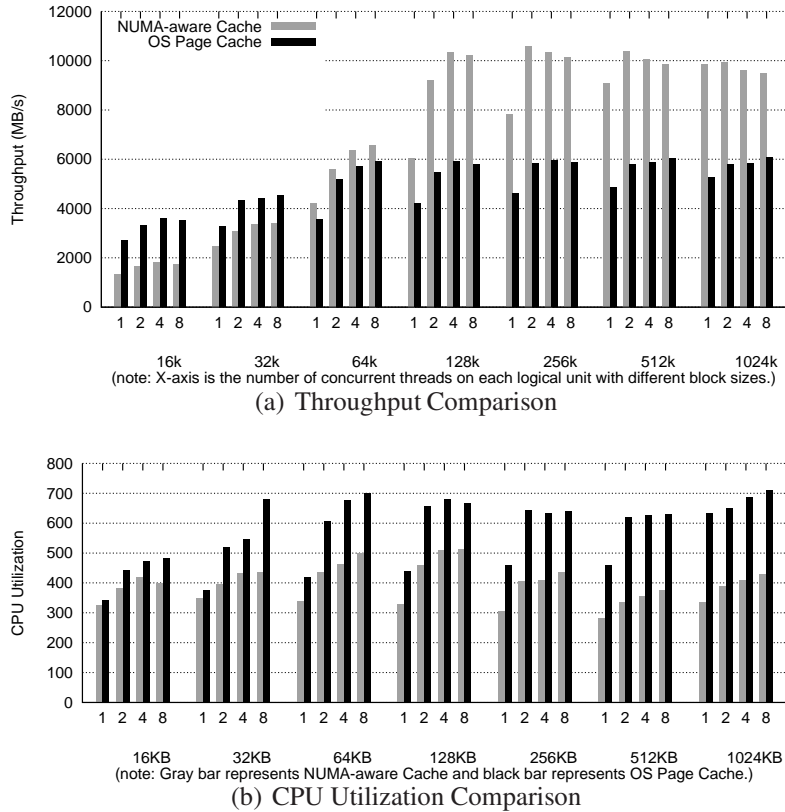 12000
NUMA-aware Cache
OS Page Cache
10000
8000
6000
4000
2000
0
Throughput (MB/s)
1 2 4 8 1 2 4 8 1 2 4 8 1 2 4 8 1 2 4 8 1 2 4 8 1 2 4 8
16k 32k 64k 128k 256k 512k 1024k
(note: X-axis is the number of concurrent threads on each logical unit with different block sizes.)
(a) Throughput Comparison
800
700
600
500
400
300
200
100
0
CPU Utilization
1 2 4 8 1 2 4 8 1 2 4 8 1 2 4 8 1 2 4 8 1 2 4 8 1 2 4 8
16KB 32KB 64KB 128KB 256KB 512KB 1024KB
(note: Gray bar represents NUMA-aware Cache and black bar represents OS Page Cache.)
(b) CPU Utilization Comparison